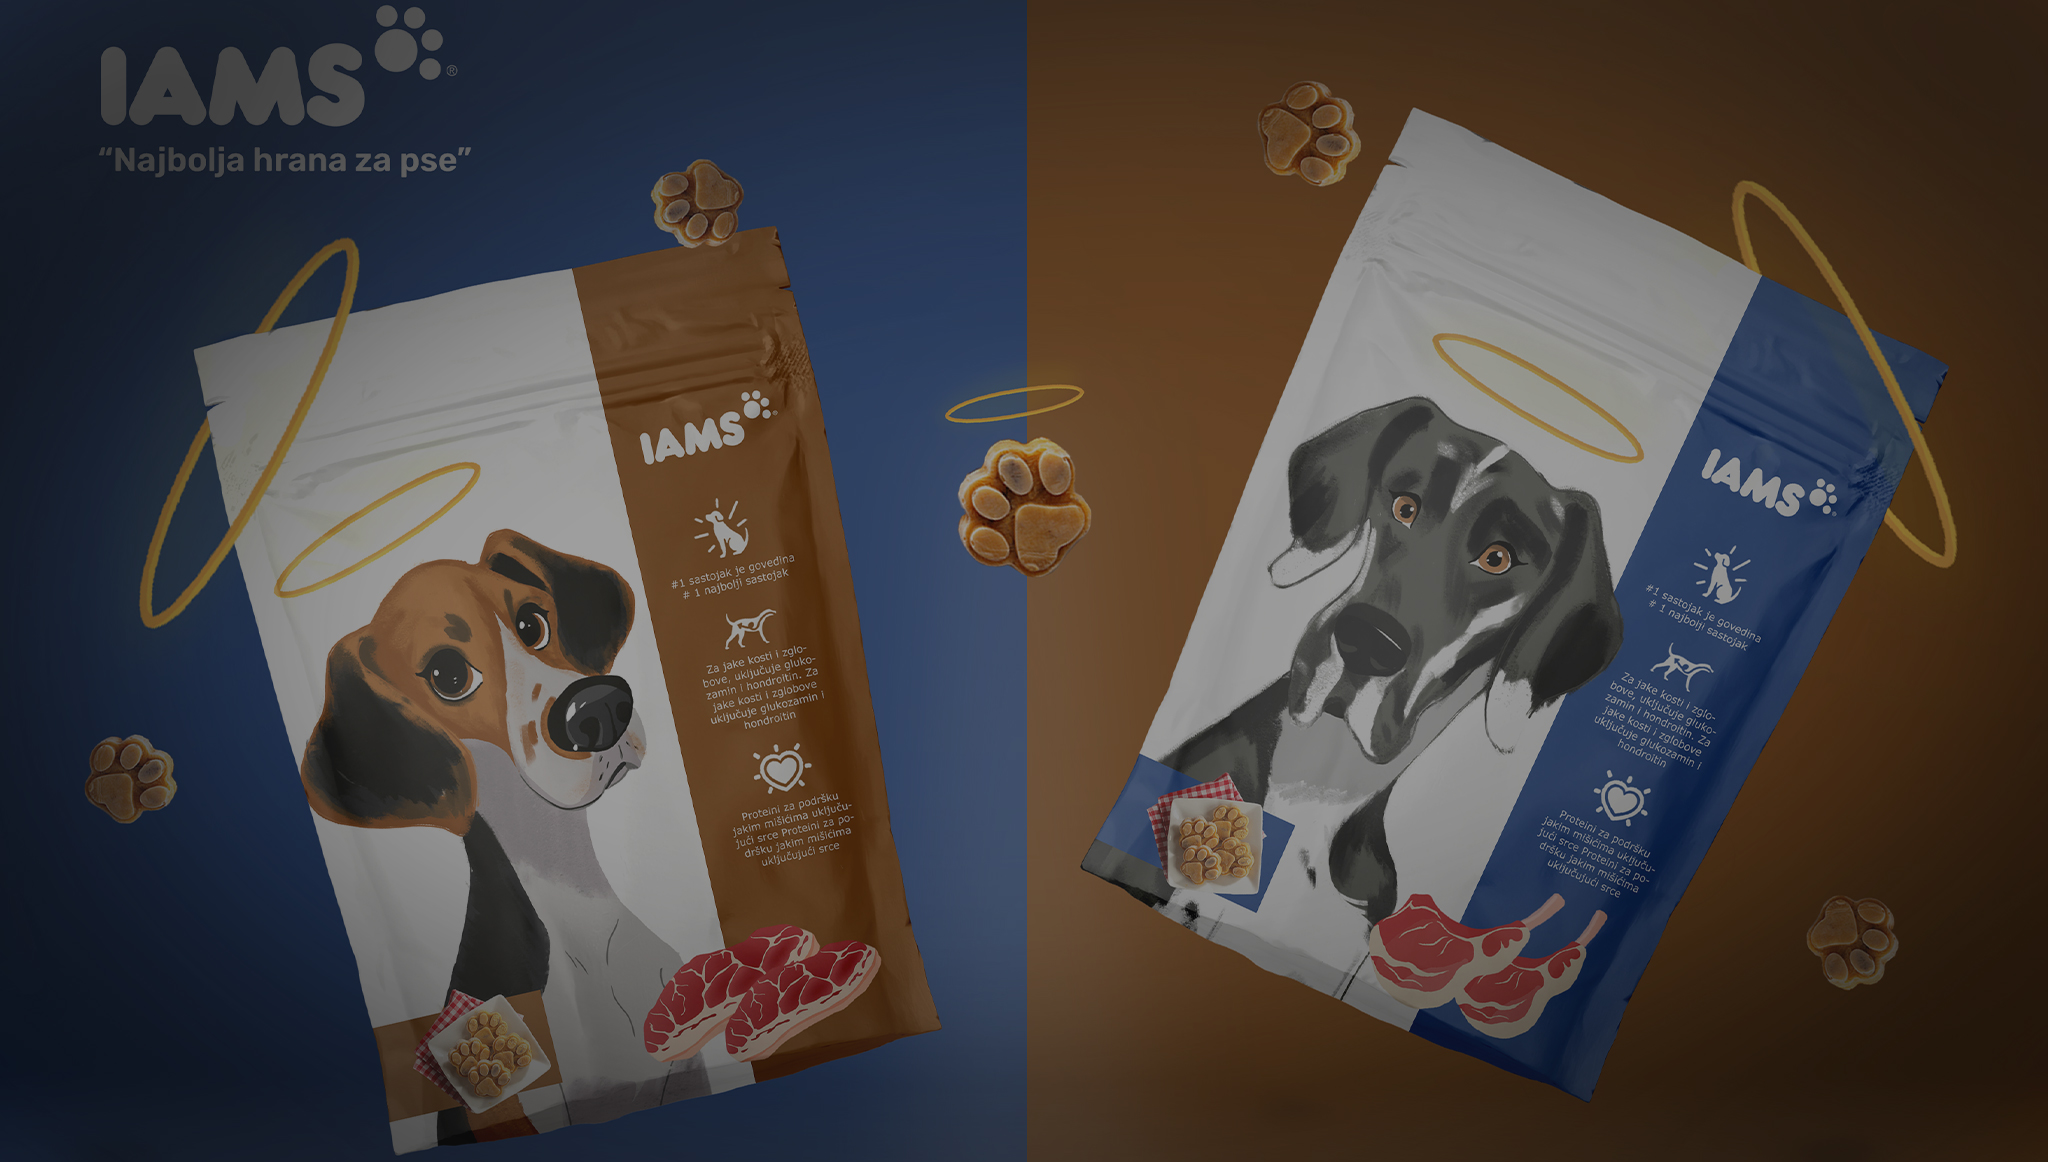 IAMS®
“Najbolja hrana za pse”
IAMS
#1 sastojak je govedina
# 1 najbolji sastojak
Za jake kosti i zglo-
bove, uključuje gluko-
zamin i hondroitin. Za
jake kosti i zglobove
uključuje glukozamin i
hondroitin
Proteini za podršku
jakim mišićima uključu-
jući srce Proteini za po-
dršku jakim mišićima
uključujući srce
IAMS
#1 sastojak je govedina
# 1 najbolji sastojak
Za jake kosti i zglo-
bove, uključuje gluko-
zamin i hondroitin. Za
jake kosti i zglobove
uključuje glukozamin i
hondroitin
Proteini za podršku
jakim mišićima uključu-
jući srce Proteini za po-
dršku jakim mišićima
uključujući srce